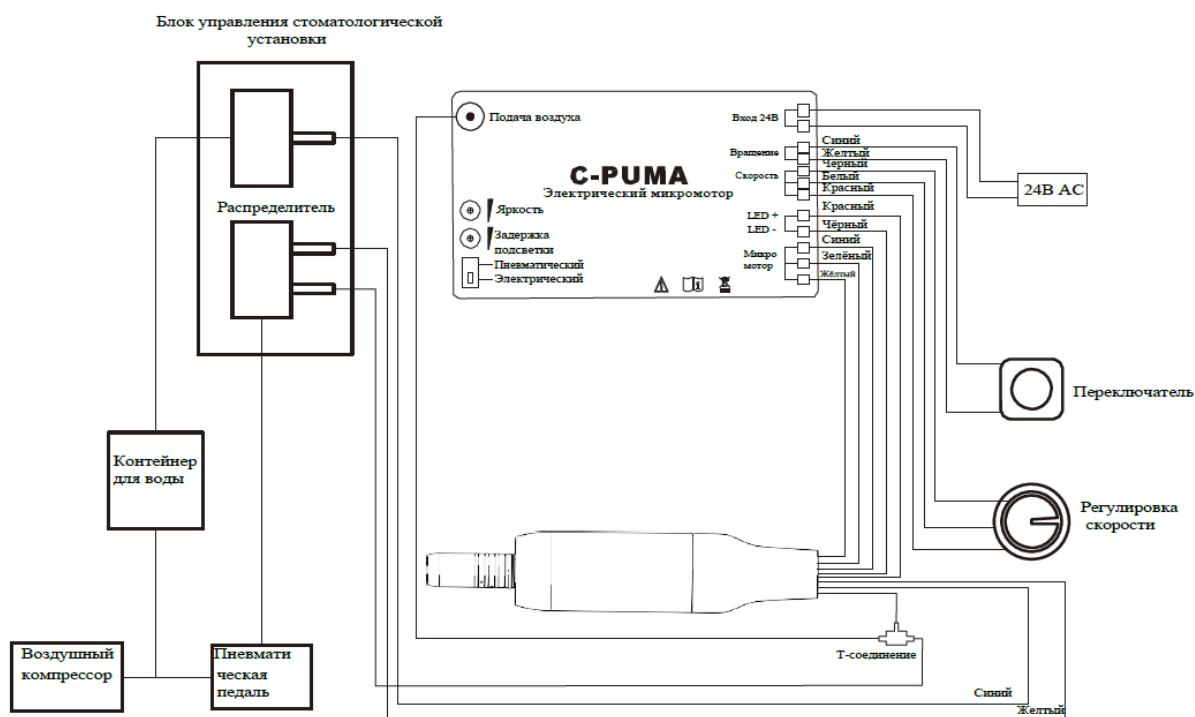 Блок управления стоматологической
установки
Распределитель
Контейнер
для воды
Воздушный
компрессор
Пневмати
ческая
педаль
Подача воздуха
C-PUMA
Электрический микромотор
Яркость
Задержка
подсветки
Пневматический
Электрический
Вход 24В
Вращение
Скорость
LED +
LED -
Микро
мотор
Синий
Желтый
Черный
Белый
Красный
Красный
Чёрный
Синий
Зелёный
Жёлтый
24В АС
Переключатель
Регулировка
скорости
Т-соединение
Синий
Желтый